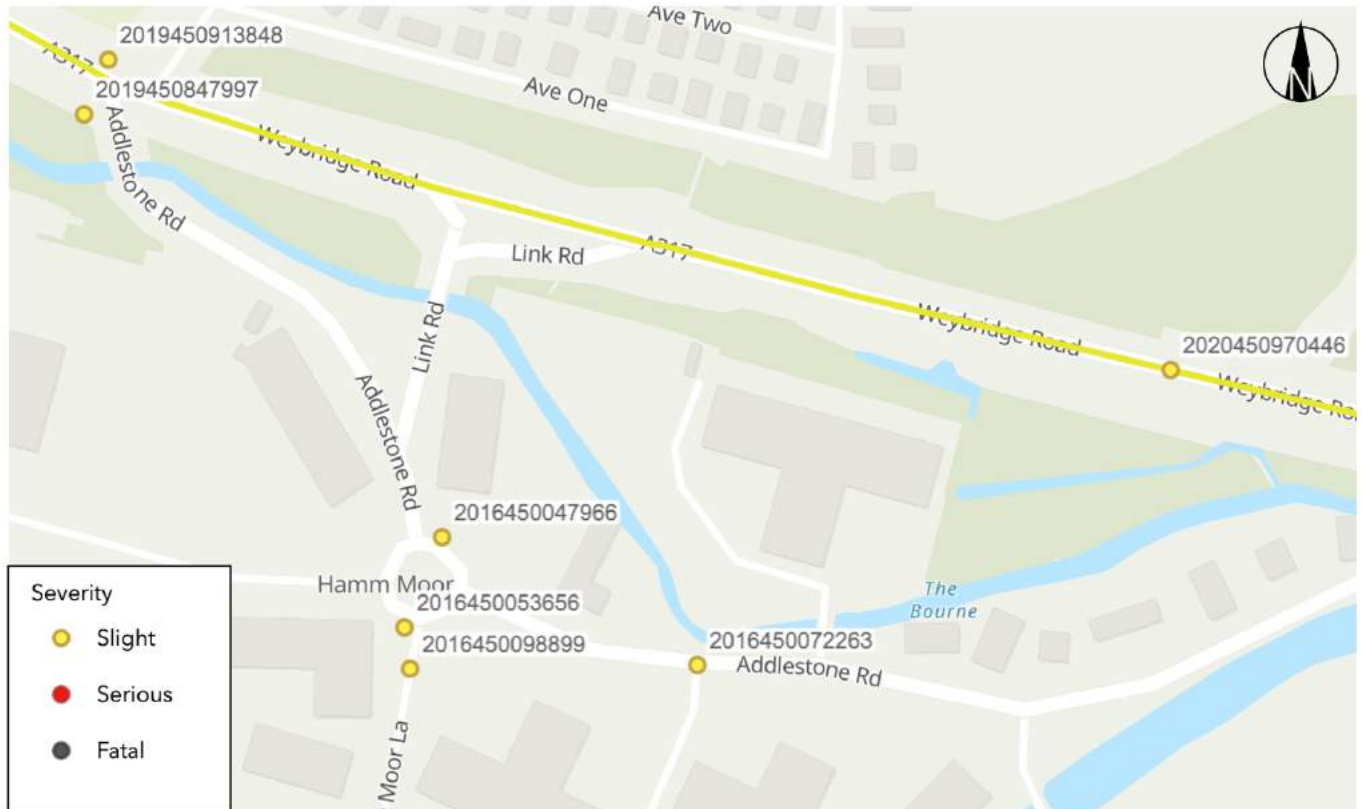 Ave Two
N
2019450913848
A317
2019450847997
Ave One
Addlestone Rd
Weybridge Road
Link Rd
A317
Link Rd
Weybridge Road
2020450970446
Weybridge
Addlestone Rd
2016450047966
Hamm Moor
2016450053656
2016450098899
2016450072263
Addlestone Rd
The
Bourne
Moor La
Severity
Slight
Serious
Fatal